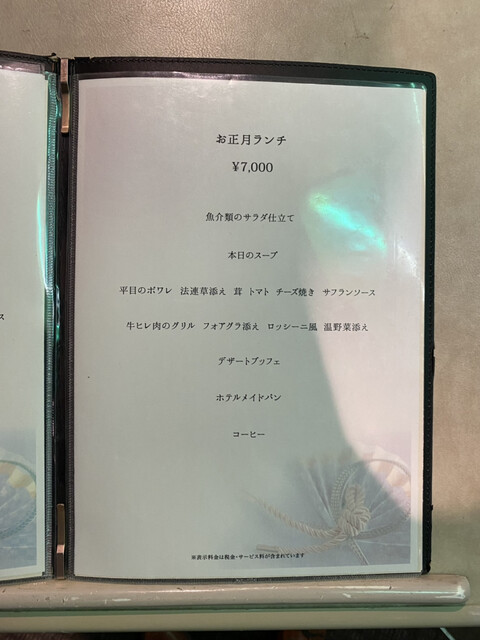 お正月ランチ
¥7,000
魚介類のサラダ仕立て
本日のスープ
平目のポワレ 法連草添え 茸 トマト チーズ焼き サフランソース
牛ヒレ肉のグリル フォアグラ添え ロッシーニ風 温野菜添え
デザートブッフェ
ホテルメイドパン
コーヒー
※表示料金は税金・サービス料が含まれています
ス